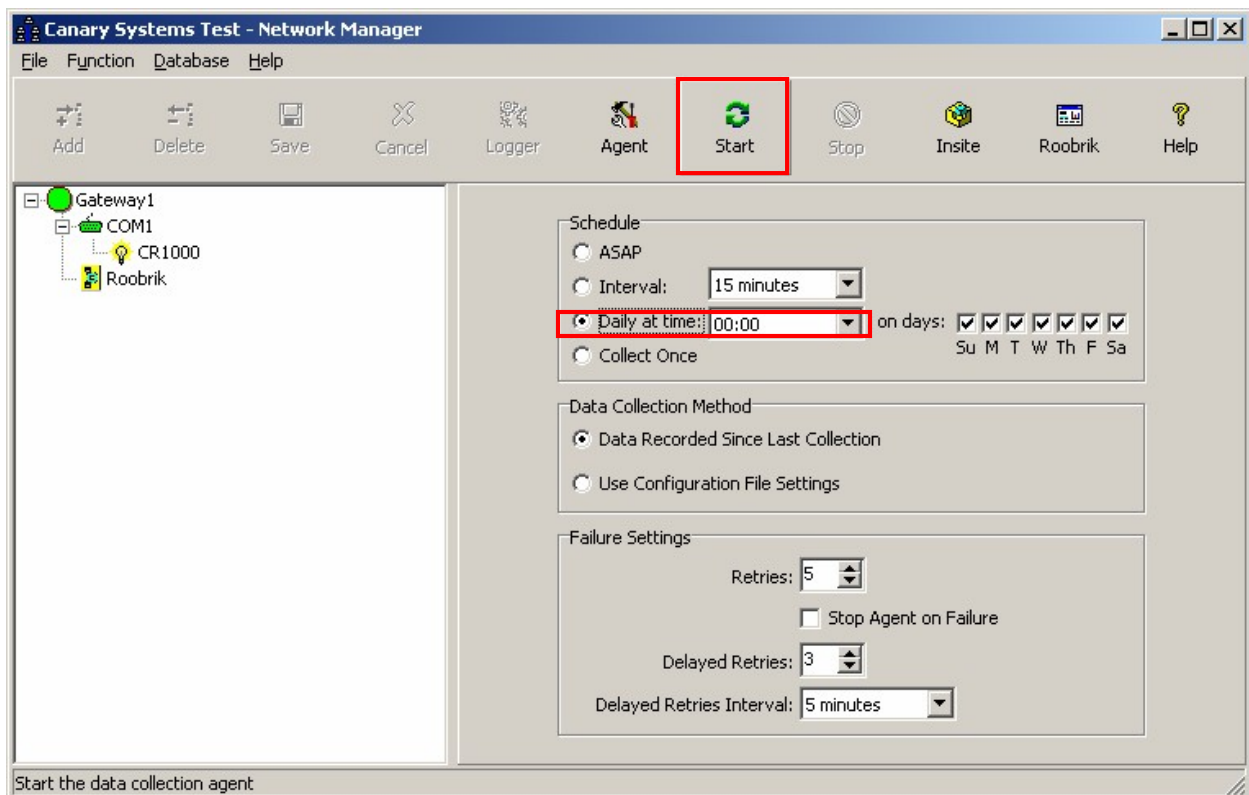 Canary Systems Test - Network Manager
File Function Database Help
Add Delete Save Cancel Logger Agent Start Stop Insite Roobrik Help
Gateway1
COM1
CR1000
Roobrik
Schedule
ASAP
Interval: 15 minutes
Daily at time: 00:00 on days:
Su M T W Th F Sa
Collect Once
Data Collection Method
Data Recorded Since Last Collection
Use Configuration File Settings
Failure Settings
Retries: 5
Stop Agent on Failure
Delayed Retries: 3
Delayed Retries Interval: 5 minutes
Start the data collection agent